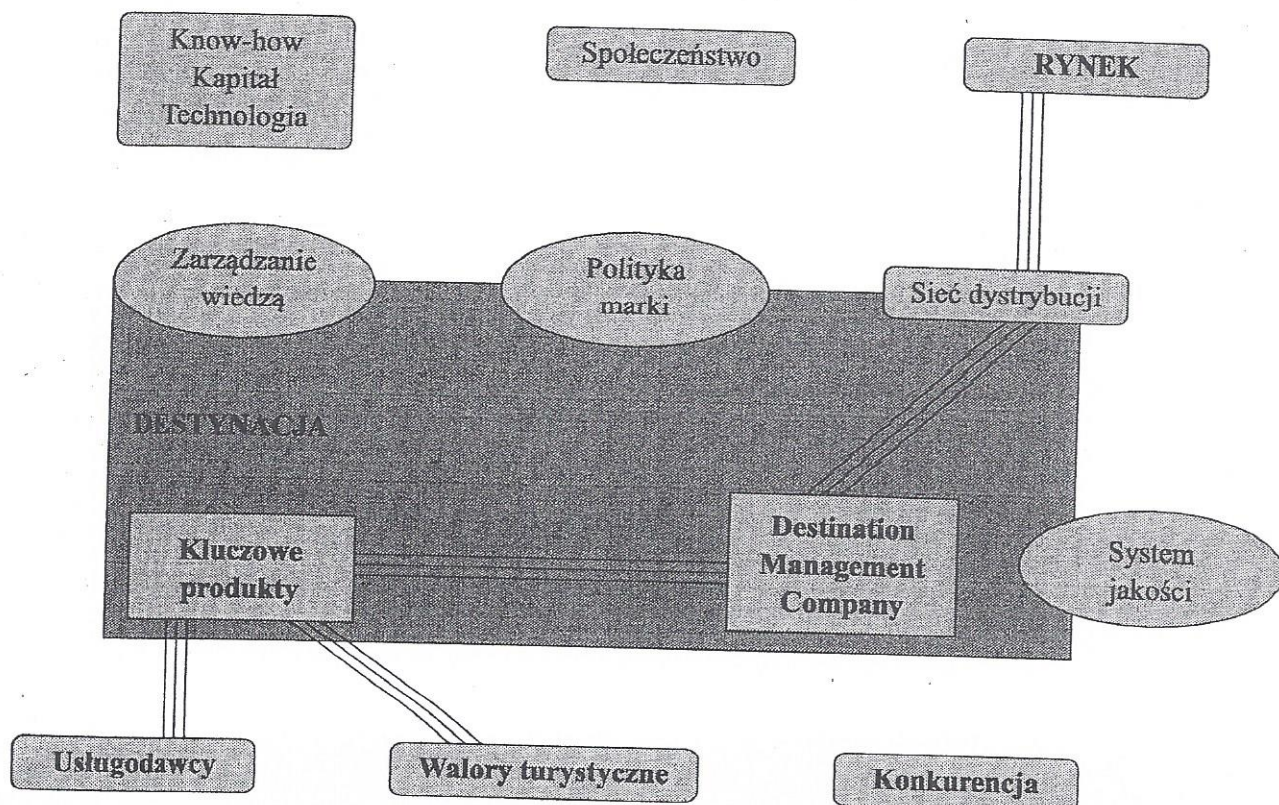 Know-how
Kapitał
Technologia
Społeczeństwo
RYNEK
Zarządzanie
wiedzą
Polityka
marki
Sieć dystrybucji
DESTYNACJA
Kluczowe
produkty
Destination
Management
Company
System
jakości
Usługodawcy
Walory turystyczne
Konkurencja